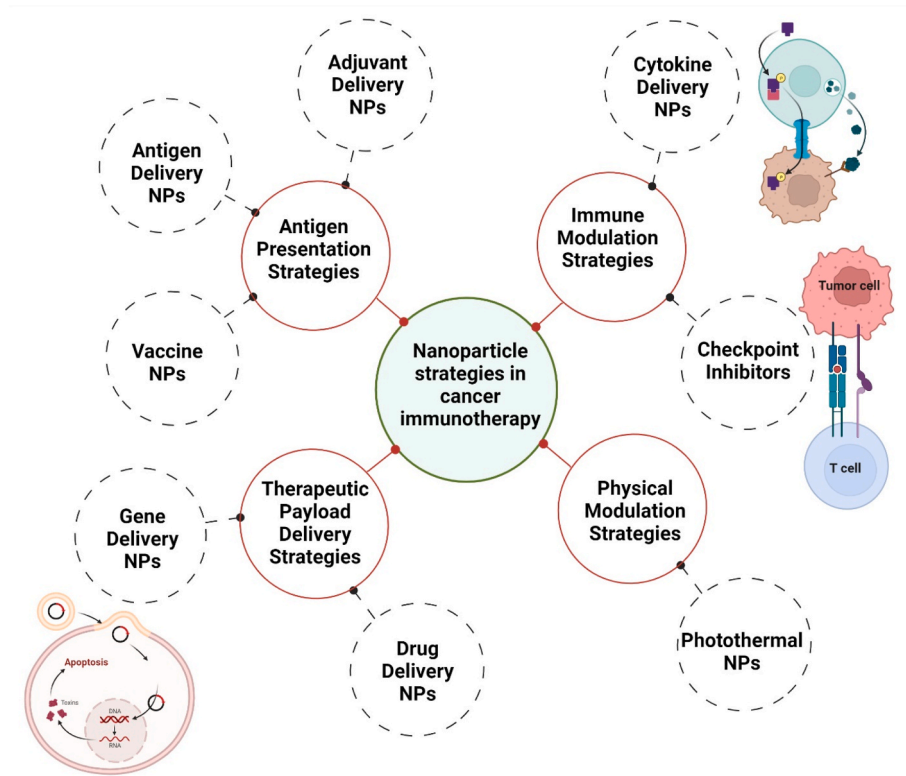 Adjuvant
Delivery
NPs
Cytokine
Delivery
NPs
Antigen
Delivery
NPs
Antigen
Presentation
Strategies
Immune
Modulation
Strategies
Vaccine
NPs
Nanoparticle
strategies in
cancer
immunotherapy
Checkpoint
Inhibitors
Tumor cell
T cell
Gene
Delivery
NPs
Therapeutic
Payload
Delivery
Strategies
Physical
Modulation
Strategies
Drug
Delivery
NPs
Photothermal
NPs
Apoptosis
Toxins
DNA
RNA
P
P